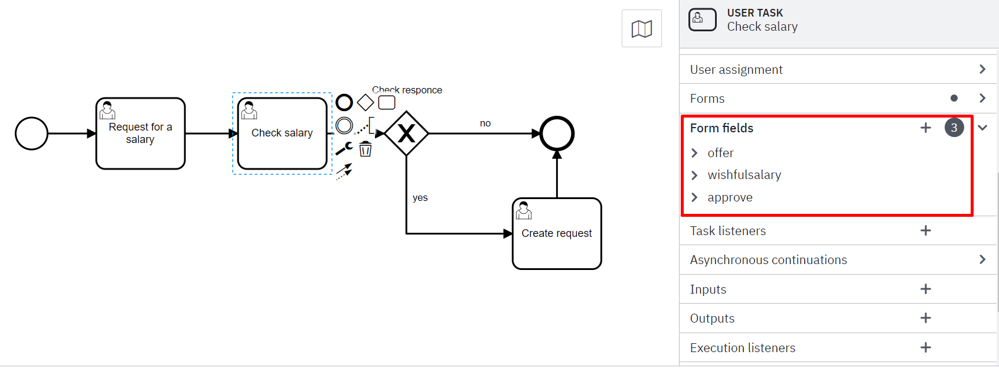 USER TASK
Check salary
Check responce
Request for a
salary
Check salary
no
yes
Create request
User assignment
Forms
Form fields
3
offer
wishfulsalary
approve
Task listeners
Asynchronous continuations
Inputs
Outputs
Execution listeners